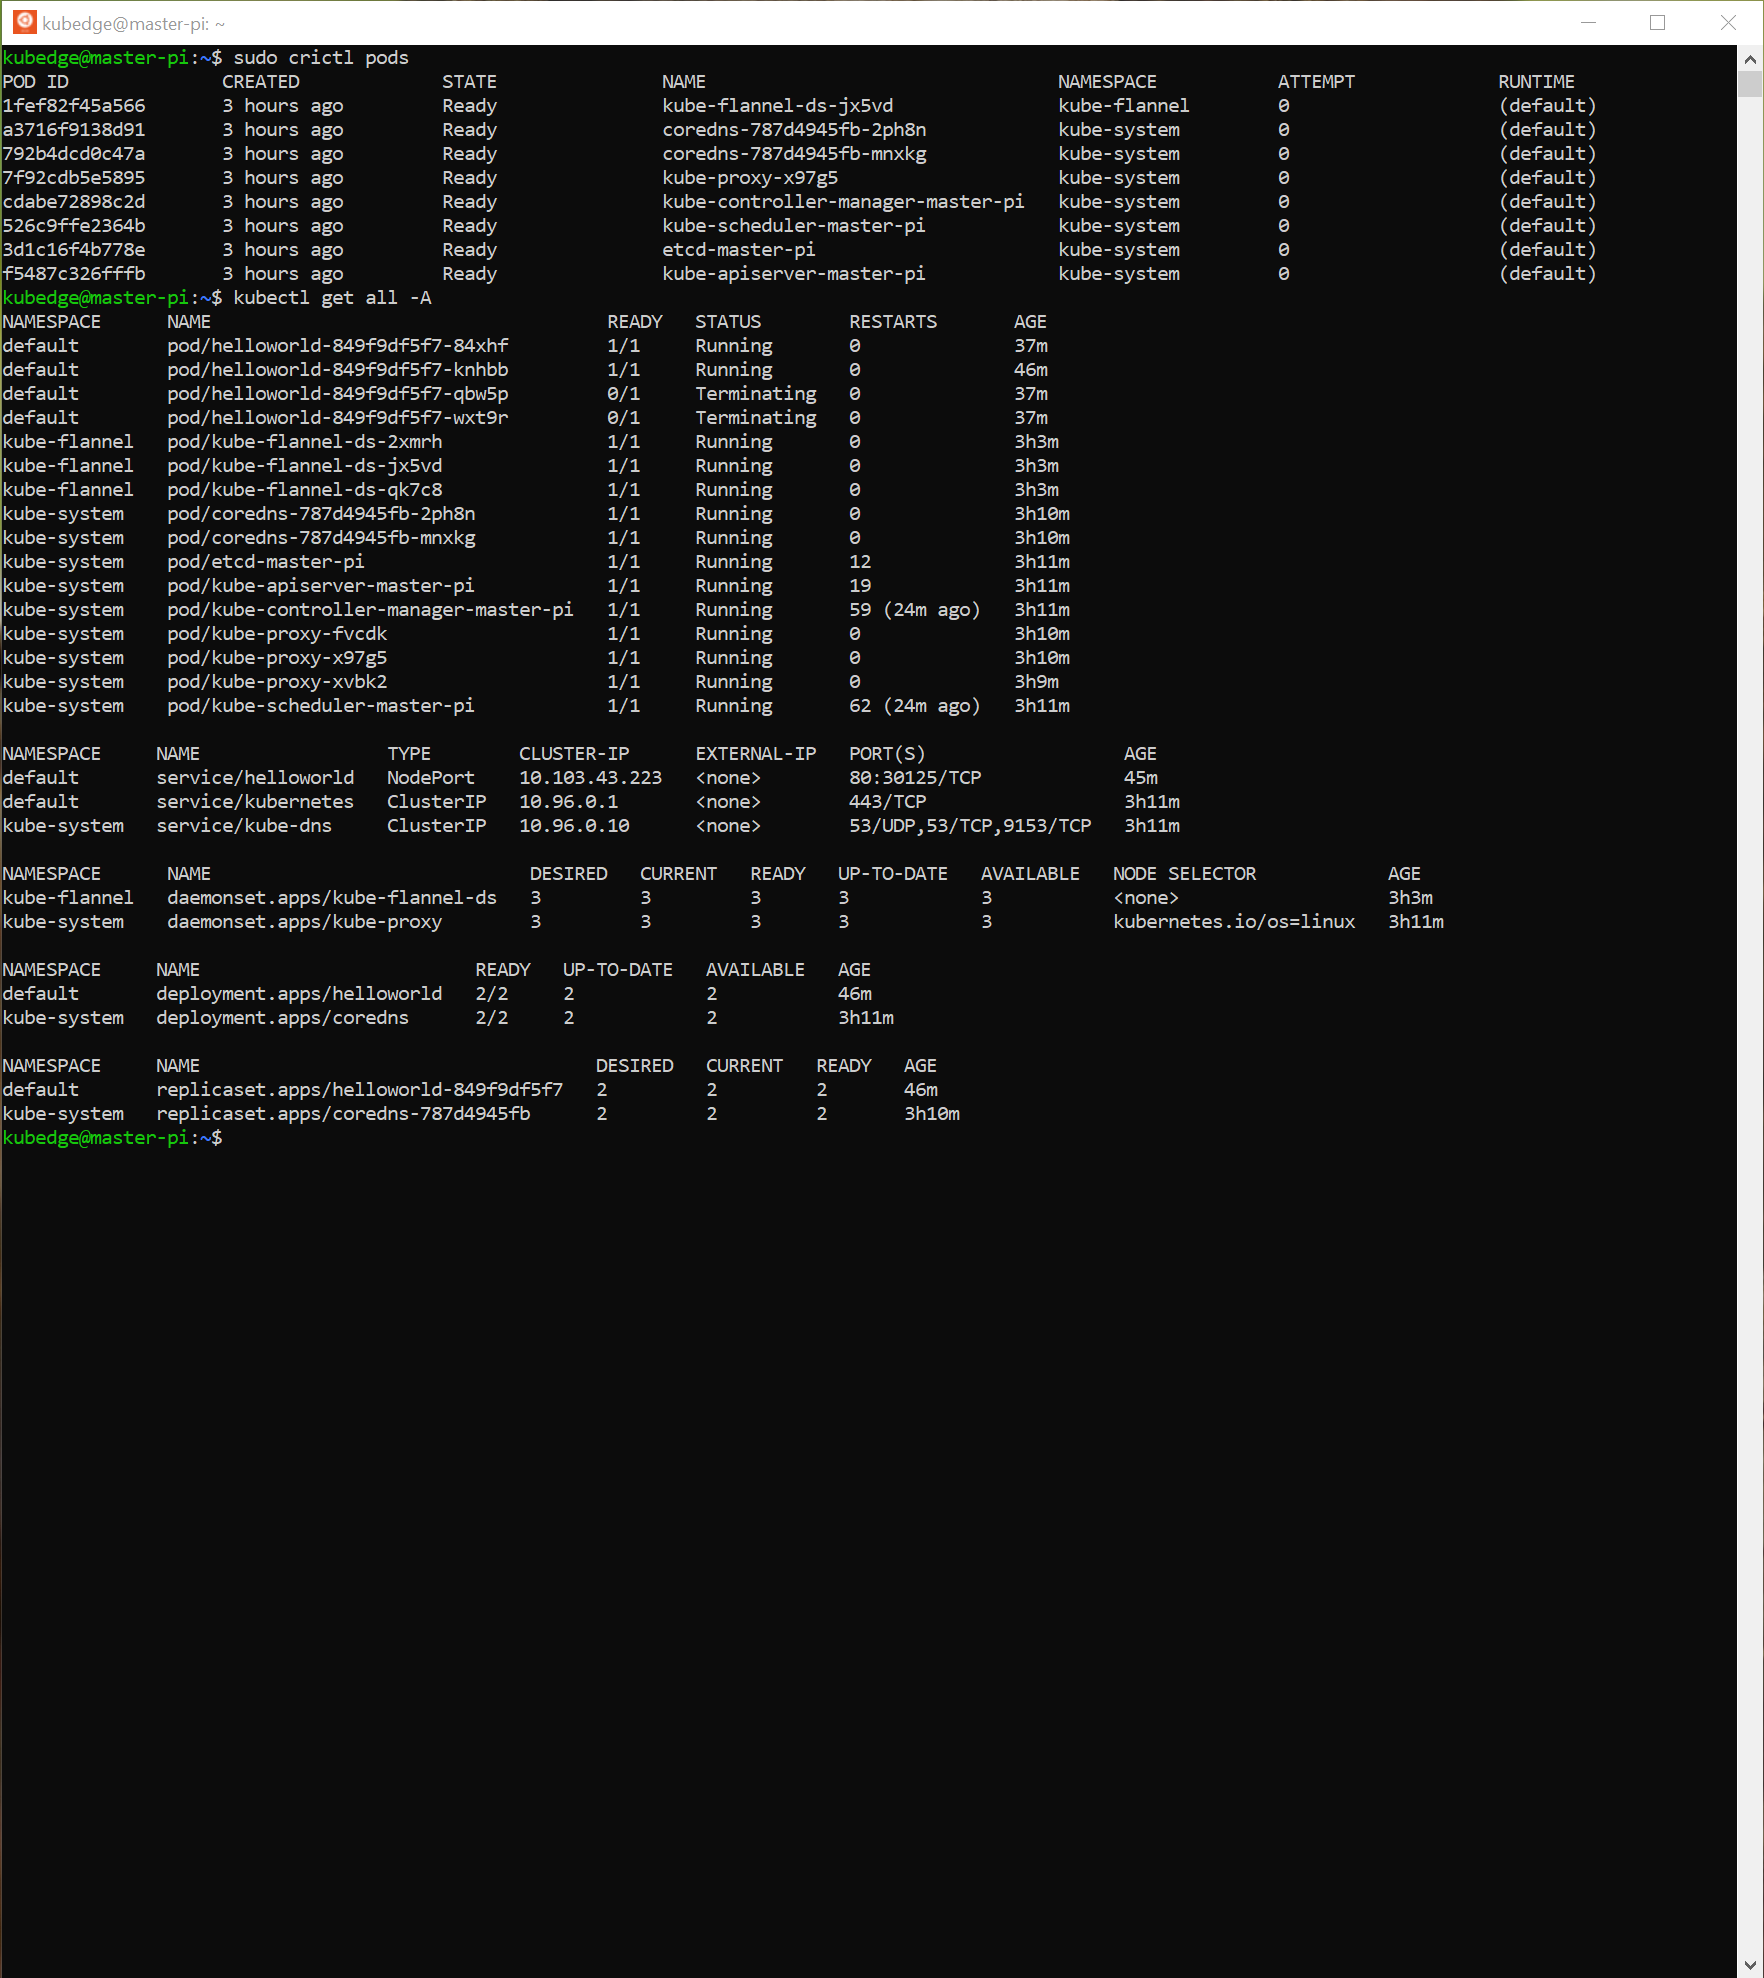 kubedge@master-pi: ~
kubedge@master-pi:~$ sudo crictl pods
POD ID CREATED STATE NAME NAMESPACE ATTEMPT RUNTIME
1fef82f45a566 3 hours ago Ready kube-flannel-ds-jx5vd kube-flannel 0 (default)
a3716f9138d91 3 hours ago Ready coredns-787d4945fb-2ph8n kube-system 0 (default)
792b4dcd0c47a 3 hours ago Ready coredns-787d4945fb-mnxkg kube-system 0 (default)
7f92cdb5e5895 3 hours ago Ready kube-proxy-x97g5 kube-system 0 (default)
cdabe72898c2d 3 hours ago Ready kube-controller-manager-master-pi kube-system 0 (default)
526c9ffe2364b 3 hours ago Ready kube-scheduler-master-pi kube-system 0 (default)
3d1c16f4b778e 3 hours ago Ready etcd-master-pi kube-system 0 (default)
f5487c326fffb 3 hours ago Ready kube-apiserver-master-pi kube-system 0 (default)
kubedge@master-pi:~$ kubectl get all -A
NAMESPACE NAME READY STATUS RESTARTS AGE
default pod/helloworld-849f9df5f7-84xhf 1/1 Running 0 37m
default pod/helloworld-849f9df5f7-knhbb 1/1 Running 0 46m
default pod/helloworld-849f9df5f7-qbw5p 0/1 Terminating 0 37m
default pod/helloworld-849f9df5f7-wxt9r 0/1 Terminating 0 37m
kube-flannel pod/kube-flannel-ds-2xmrh 1/1 Running 0 3h3m
kube-flannel pod/kube-flannel-ds-jx5vd 1/1 Running 0 3h3m
kube-flannel pod/kube-flannel-ds-qk7c8 1/1 Running 0 3h3m
kube-system pod/coredns-787d4945fb-2ph8n 1/1 Running 0 3h10m
kube-system pod/coredns-787d4945fb-mnxkg 1/1 Running 0 3h10m
kube-system pod/etcd-master-pi 1/1 Running 12 3h11m
kube-system pod/kube-apiserver-master-pi 1/1 Running 19 3h11m
kube-system pod/kube-controller-manager-master-pi 1/1 Running 59 (24m ago) 3h11m
kube-system pod/kube-proxy-fvcdk 1/1 Running 0 3h10m
kube-system pod/kube-proxy-x97g5 1/1 Running 0 3h10m
kube-system pod/kube-proxy-xvbk2 1/1 Running 0 3h9m
kube-system pod/kube-scheduler-master-pi 1/1 Running 62 (24m ago) 3h11m
NAMESPACE NAME TYPE CLUSTER-IP EXTERNAL-IP PORT(S) AGE
default service/helloworld NodePort 10.103.43.223 <none> 80:30125/TCP 45m
default service/kubernetes ClusterIP 10.96.0.1 <none> 443/TCP 3h11m
kube-system service/kube-dns ClusterIP 10.96.0.10 <none> 53/UDP,53/TCP,9153/TCP 3h11m
NAMESPACE NAME DESIRED CURRENT READY UP-TO-DATE AVAILABLE NODE SELECTOR AGE
kube-flannel daemonset.apps/kube-flannel-ds 3 3 3 3 3 <none> 3h3m
kube-system daemonset.apps/kube-proxy 3 3 3 3 3 kubernetes.io/os=linux 3h11m
NAMESPACE NAME READY UP-TO-DATE AVAILABLE AGE
default deployment.apps/helloworld 2/2 2 2 46m
kube-system deployment.apps/coredns 2/2 2 2 3h11m
NAMESPACE NAME DESIRED CURRENT READY AGE
default replicaset.apps/helloworld-849f9df5f7 2 2 2 46m
kube-system replicaset.apps/coredns-787d4945fb 2 2 2 3h10m
kubedge@master-pi:~$